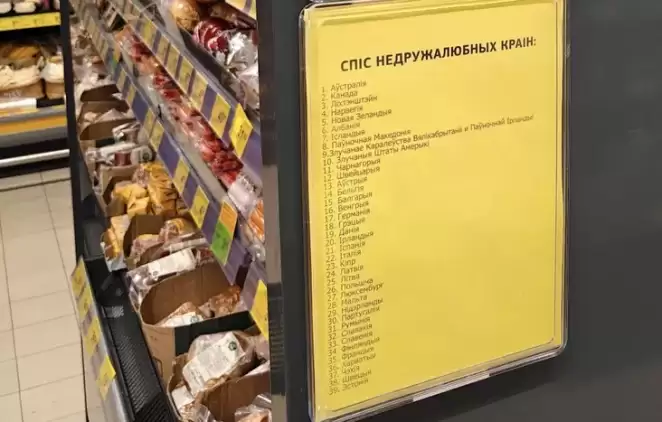 СПІС НЕДРУЖАЛЮБНЫХ КРАІН:
1. Аўстралія
2. Канада
3. Ліхтэнштэйн
4. Нарвегія
5. Новая Зеландыя
6. Албанія
7. Ісландыя
8. Паўночная Македонія
9. Злучанае Каралеўства Вялікабрытаніі и Паўночнай Ірландыі
10. Злучаныя Штаты Амерыкі
11. Чарнагорыя
12. Швейцарыя
13. Аўстрыя
14. Бельгія
15. Балгарыя
16. Венгрыя
17. Германія
18. Грэцыя
19. Данія
20. Ірландыя
21. Іспанія
22. Італія
23. Кіпр
24. Латвія
25. Літва
26. Польшча
27. Люксембург
28. Мальта
29. Нідэрланды
30. Партугалія
31. Румынія
32. Славакія
33. Славенія
34. Фінляндыя
35. Францыя
36. Харватыя
37. Чэхія
38. Швецыя
39. Эстонія